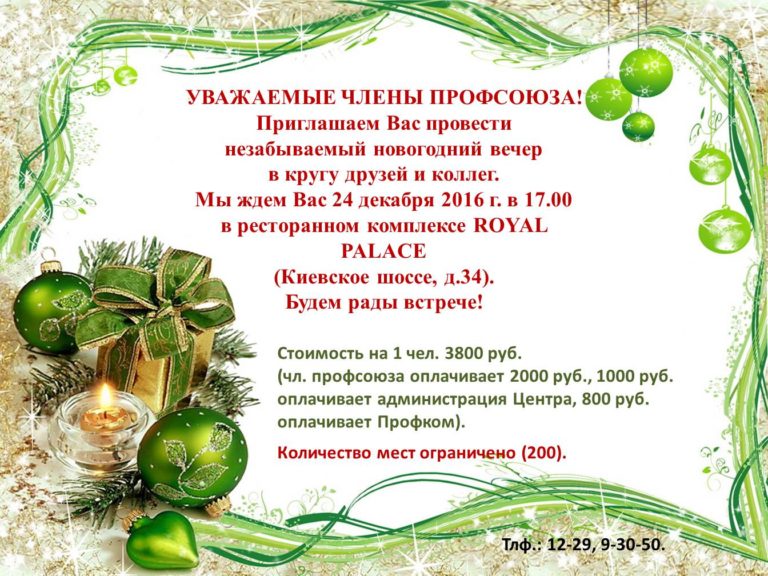 УВАЖАЕМЫЕ ЧЛЕНЫ ПРОФСОЮЗА!
Приглашаем Вас провести
незабываемый новогодний вечер
в кругу друзей и коллег.
Мы ждем Вас 24 декабря 2016 г. в 17.00
в ресторанном комплексе ROYAL
PALACE
(Киевское шоссе, д.34).
Будем рады встрече!
Стоимость на 1 чел. 3800 руб.
(чл. профсоюза оплачивает 2000 руб., 1000 руб.
оплачивает администрация Центра, 800 руб.
оплачивает Профком).
Количество мест ограничено (200).
Тлф.: 12-29, 9-30-50.